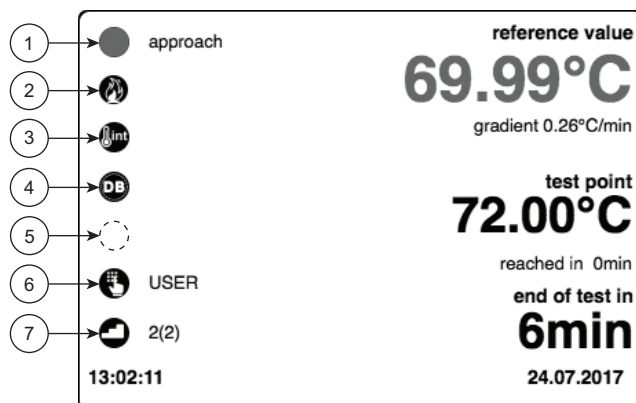 reference value
1 approach
69.99°C
2
gradient 0.26°C/min
3 int
4 DB
test point
72.00°C
5
reached in 0min
6 USER
end of test in
7 2(2)
6min
13:02:11 24.07.2017